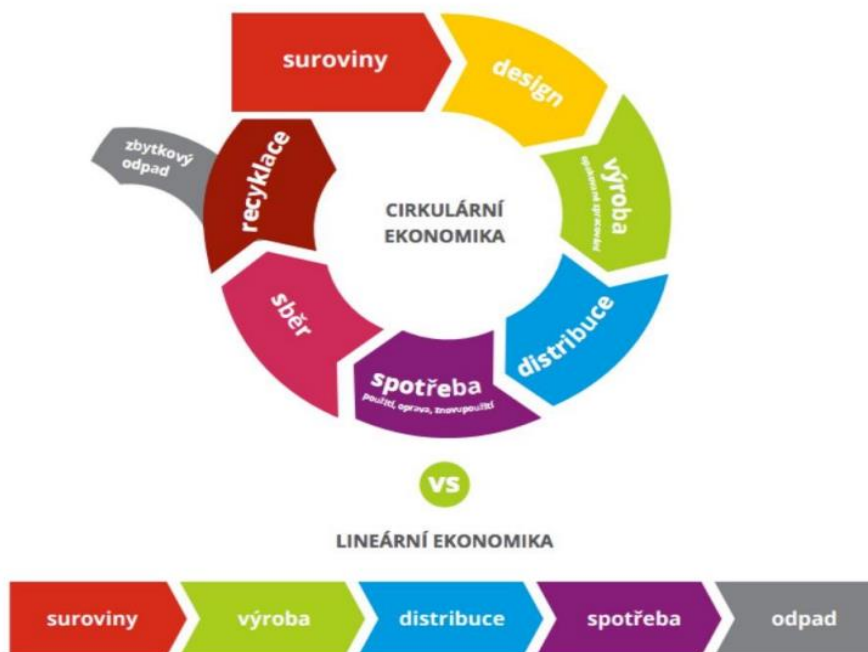 suroviny
design
výroba
distribuce
spotřeba
použití, oprava, znovupoužití
sběr
recyklace
zbytkový
odpad
CIRKULÁRNÍ
EKONOMIKA
vs
LINEÁRNÍ EKONOMIKA
suroviny
výroba
distribuce
spotřeba
odpad